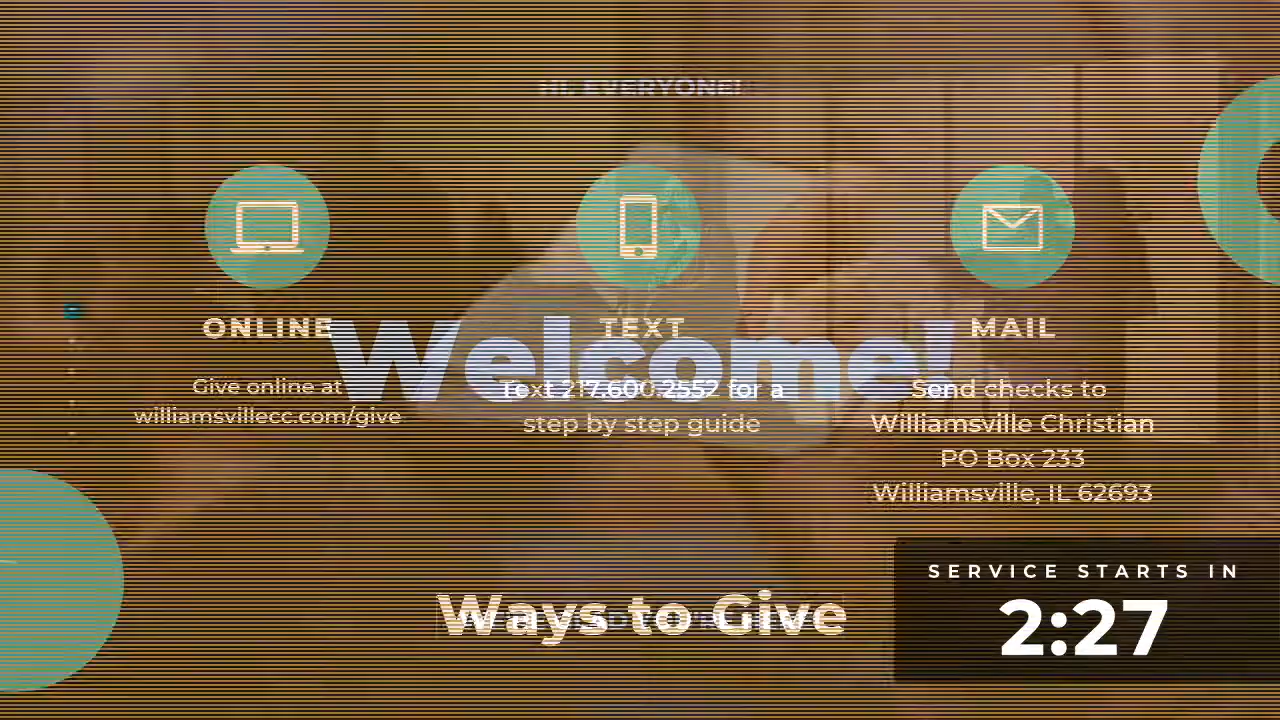 HI, EVERYONE!
ONLINE
Give online at
williamsvillecc.com/give
TEXT
Text 217.600.2552 for a
step by step guide
MAIL
Send checks to
Williamsville Christian
PO Box 233
Williamsville, IL 62693
Welcome!
Ways to Give
SERVICE STARTS IN
2:27